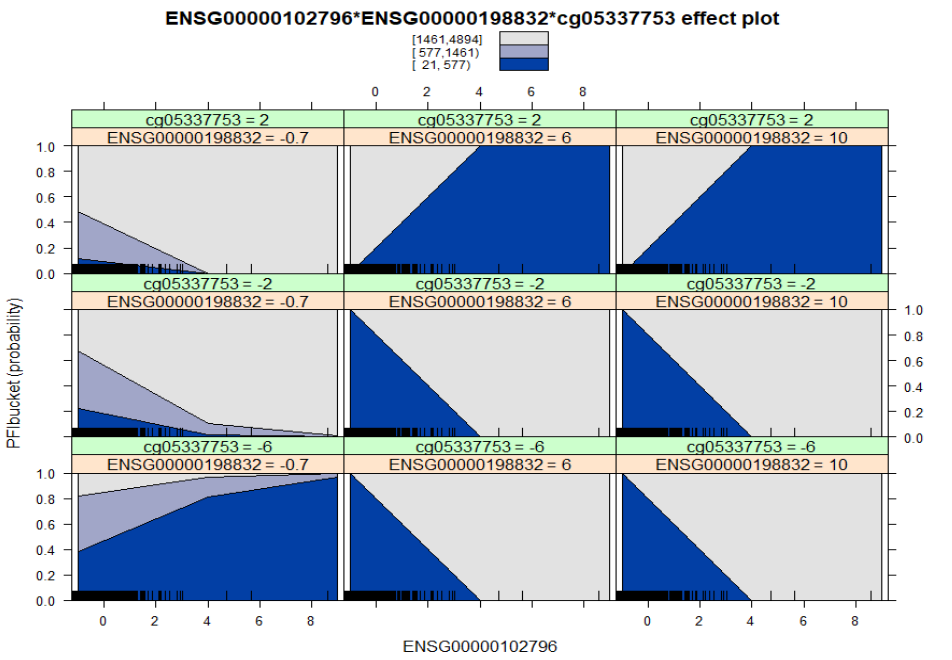 ENSG00000102796*ENSG00000198832*cg05337753 effect plot
[1461,4894]
[ 577,1461)
[ 21, 577)
0 2 4 6 8
cg05337753 = 2 cg05337753 = 2 cg05337753 = 2
ENSG00000198832 = -0.7 ENSG00000198832 = 6 ENSG00000198832 = 10
1.0
0.8
0.6
0.4
0.2
0.0
cg05337753 = -2 cg05337753 = -2 cg05337753 = -2
ENSG00000198832 = -0.7 ENSG00000198832 = 6 ENSG00000198832 = 10
1.0
0.8
0.6
0.4
0.2
0.0
PFIbucket (probability)
cg05337753 = -6 cg05337753 = -6 cg05337753 = -6
ENSG00000198832 = -0.7 ENSG00000198832 = 6 ENSG00000198832 = 10
1.0
0.8
0.6
0.4
0.2
0.0
0 2 4 6 8 0 2 4 6 8
ENSG00000102796